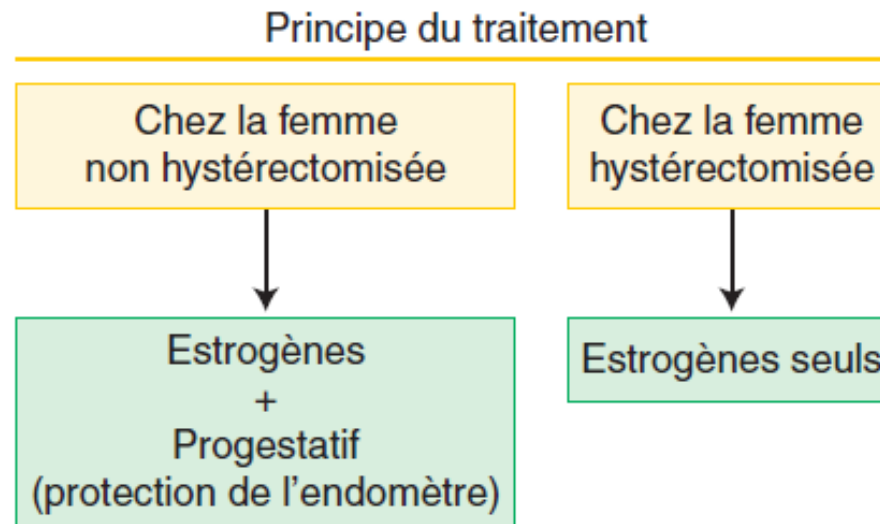 Principe du traitement
Chez la femme
non hystérectomisée
Chez la femme
hystérectomisée
Estrogènes
+
Progestatif
(protection de l'endomètre)
Estrogènes seuls